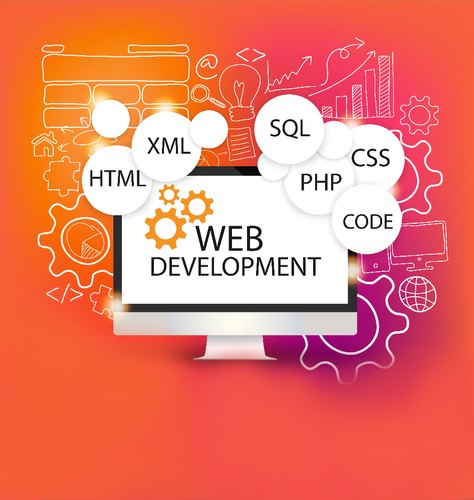 SQL
XML
CSS
HTML
PHP
CODE
WEB
DEVELOPMENT
@
</>
</>